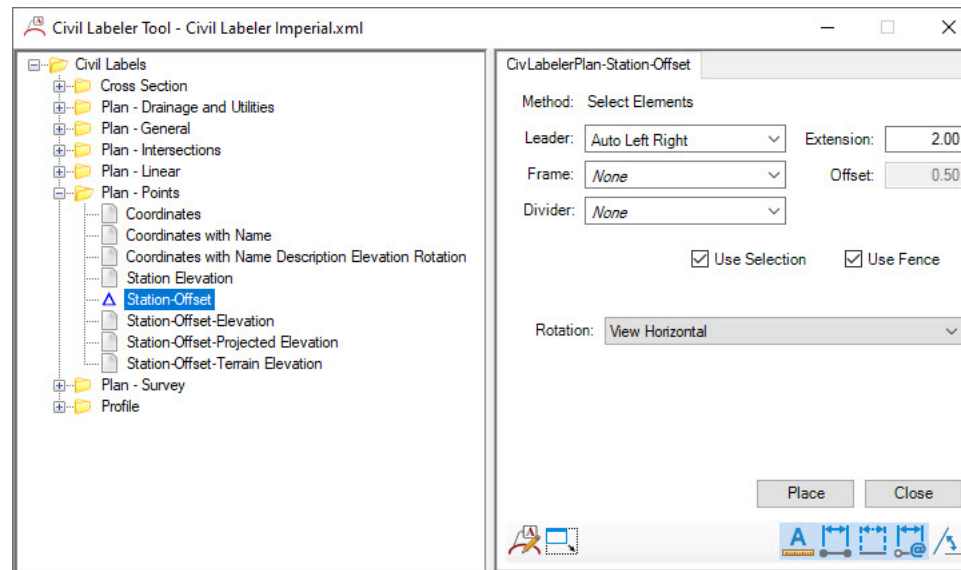 Civil Labeler Tool - Civil Labeler Imperial.xml
Civil Labels
Cross Section
Plan - Drainage and Utilities
Plan - General
Plan - Intersections
Plan - Linear
Plan - Points
Coordinates
Coordinates with Name
Coordinates with Name Description Elevation Rotation
Station Elevation
Station-Offset
Station-Offset-Elevation
Station-Offset-Projected Elevation
Station-Offset-Terrain Elevation
Plan - Survey
Profile
CivLabelerPlan-Station-Offset
Method: Select Elements
Leader: Auto Left Right Extension: 2.00
Frame: None Offset: 0.50
Divider: None
Use Selection Use Fence
Rotation: View Horizontal
Place Close